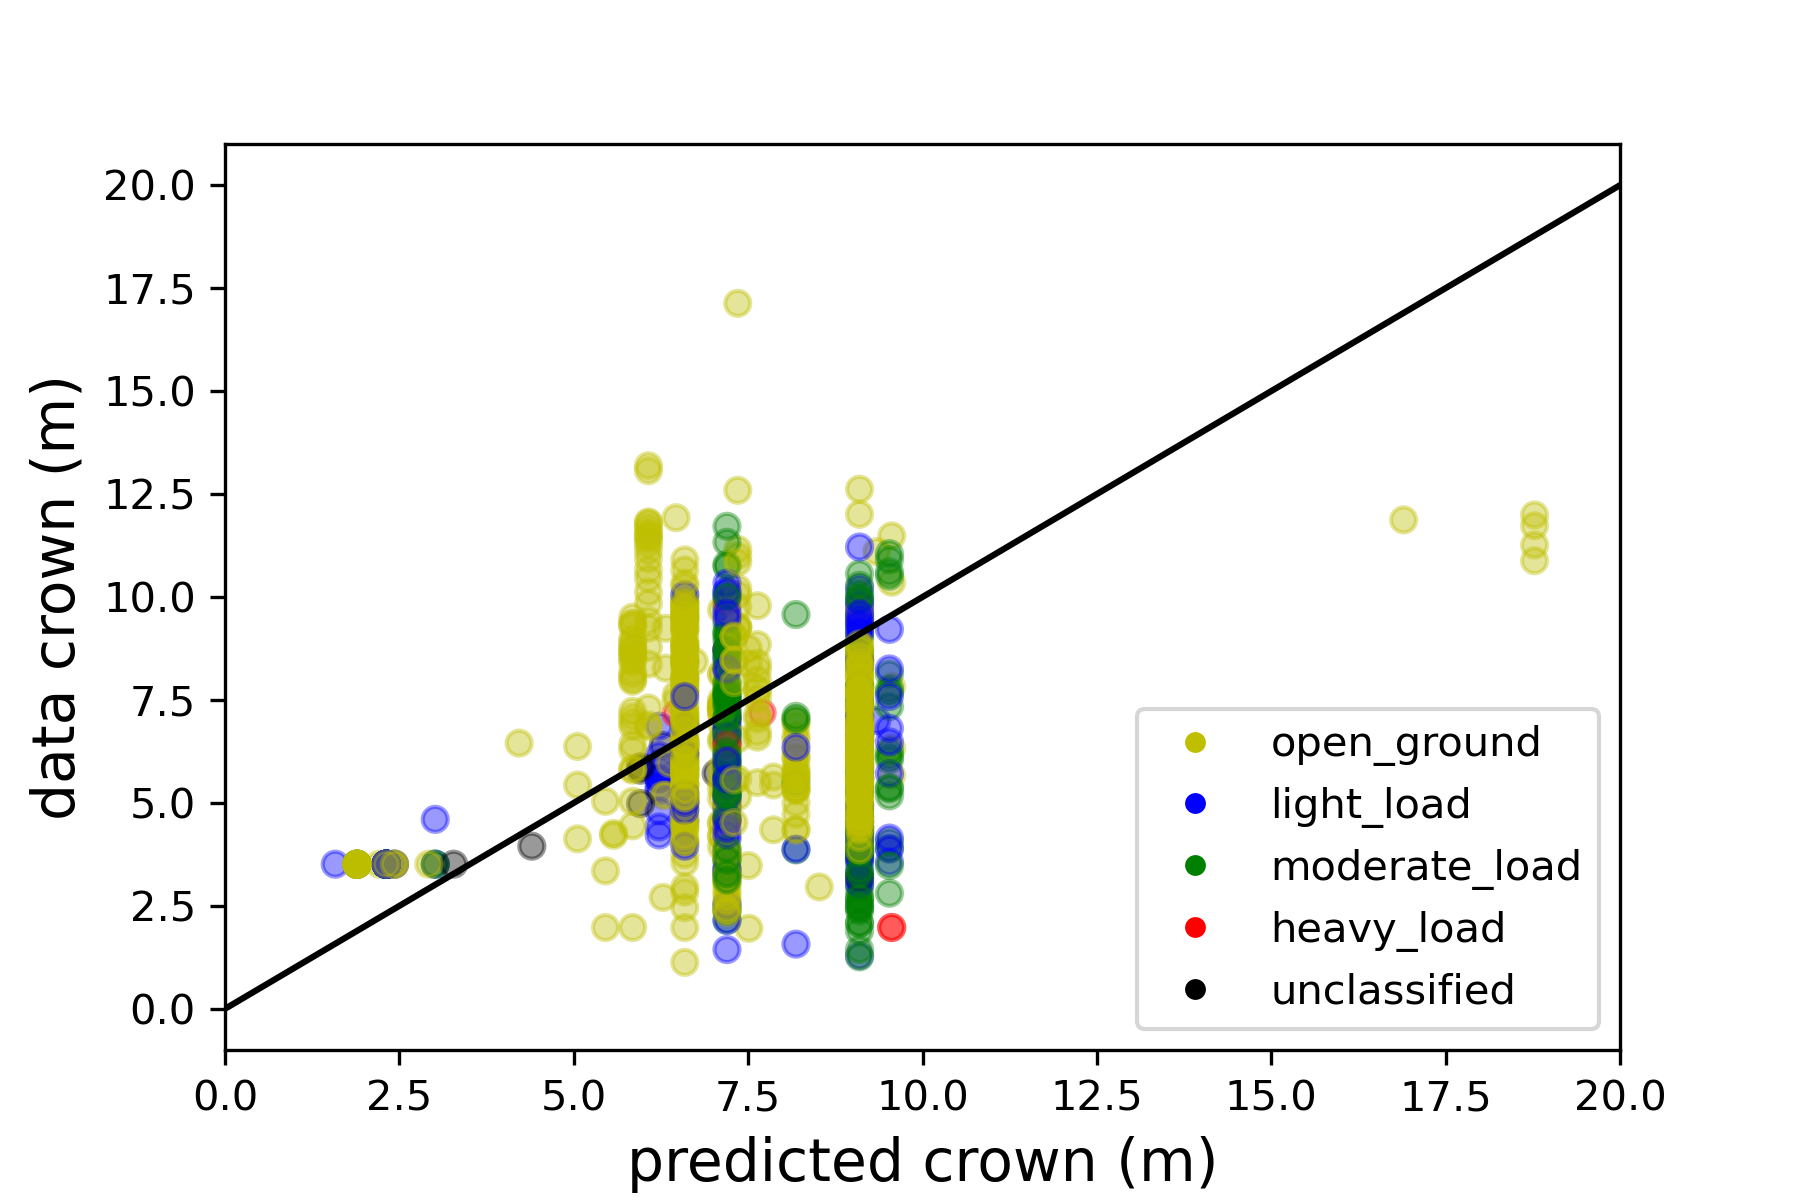 20.0
17.5
15.0
12.5
10.0
7.5
5.0
2.5
0.0
data crown (m)
open_ground
light_load
moderate_load
heavy_load
unclassified
0.0 2.5 5.0 7.5 10.0 12.5 15.0 17.5 20.0
predicted crown (m)